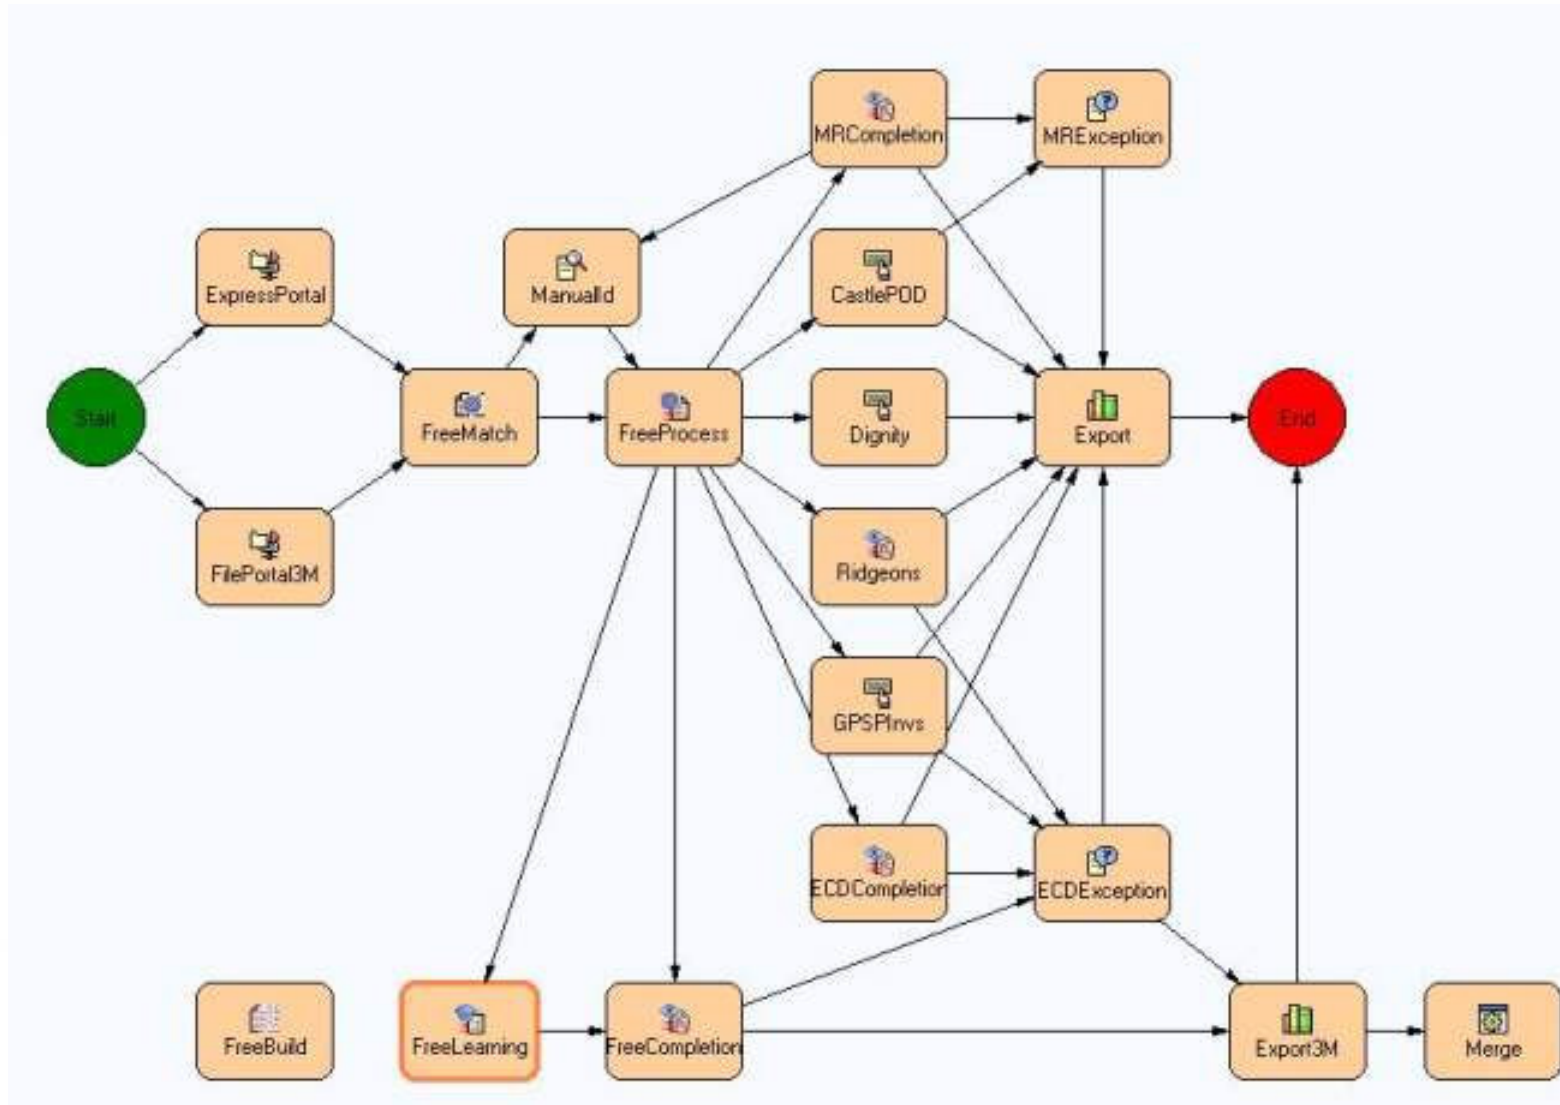 MRCompletion
MRException
ExpressPortal
ManualId
CastlePOD
Start
FreeMatch
FreeProcess
Dignity
Export
End
FilePortal3M
Ridgeons
GPSPInvs
ECDCompletion
ECDException
FreeBuild
FreeLearning
FreeCompletion
Export3M
Merge